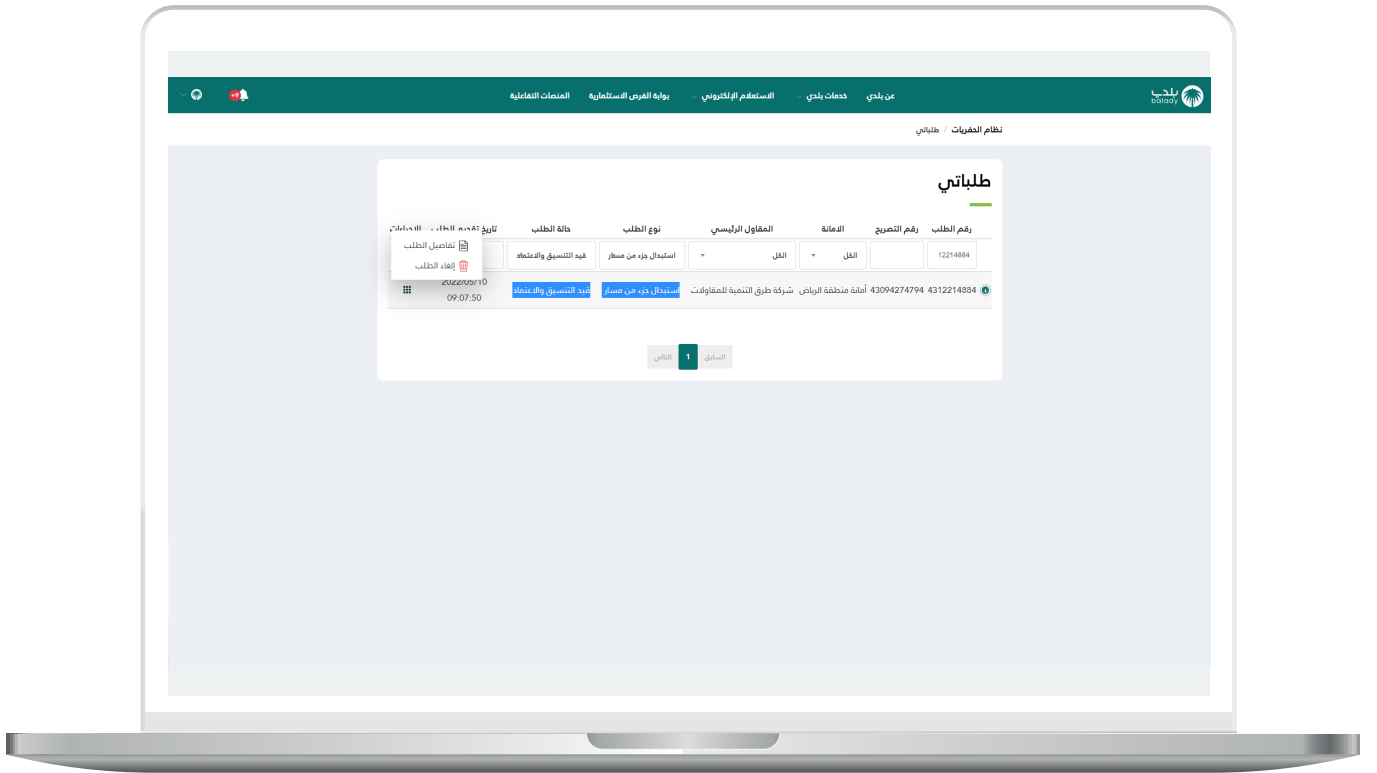 بلدي
balady
عن بلدي
خدمات بلدي
الاستعلام الإلكتروني
بوابة الفرص الاستثمارية
المنصات التفاعلية
+9
نظام الحفريات / طلباتي
طلباتي
رقم الطلب رقم التصريح الامانة المقاول الرئيسي نوع الطلب حالة الطلب تاريخ تقديم الطلب الاجراءات
12214884 الكل الكل استبدال جزء من مسار قيد التنسيق والاعتماد
تفاصيل الطلب
إلغاء الطلب
4312214884 43094274794 أمانة منطقة الرياض شركة طرق التنمية للمقاولات استبدال جزء من مسار قيد التنسيق والاعتماد 2022/05/10
09:07:50
السابق 1 التالي